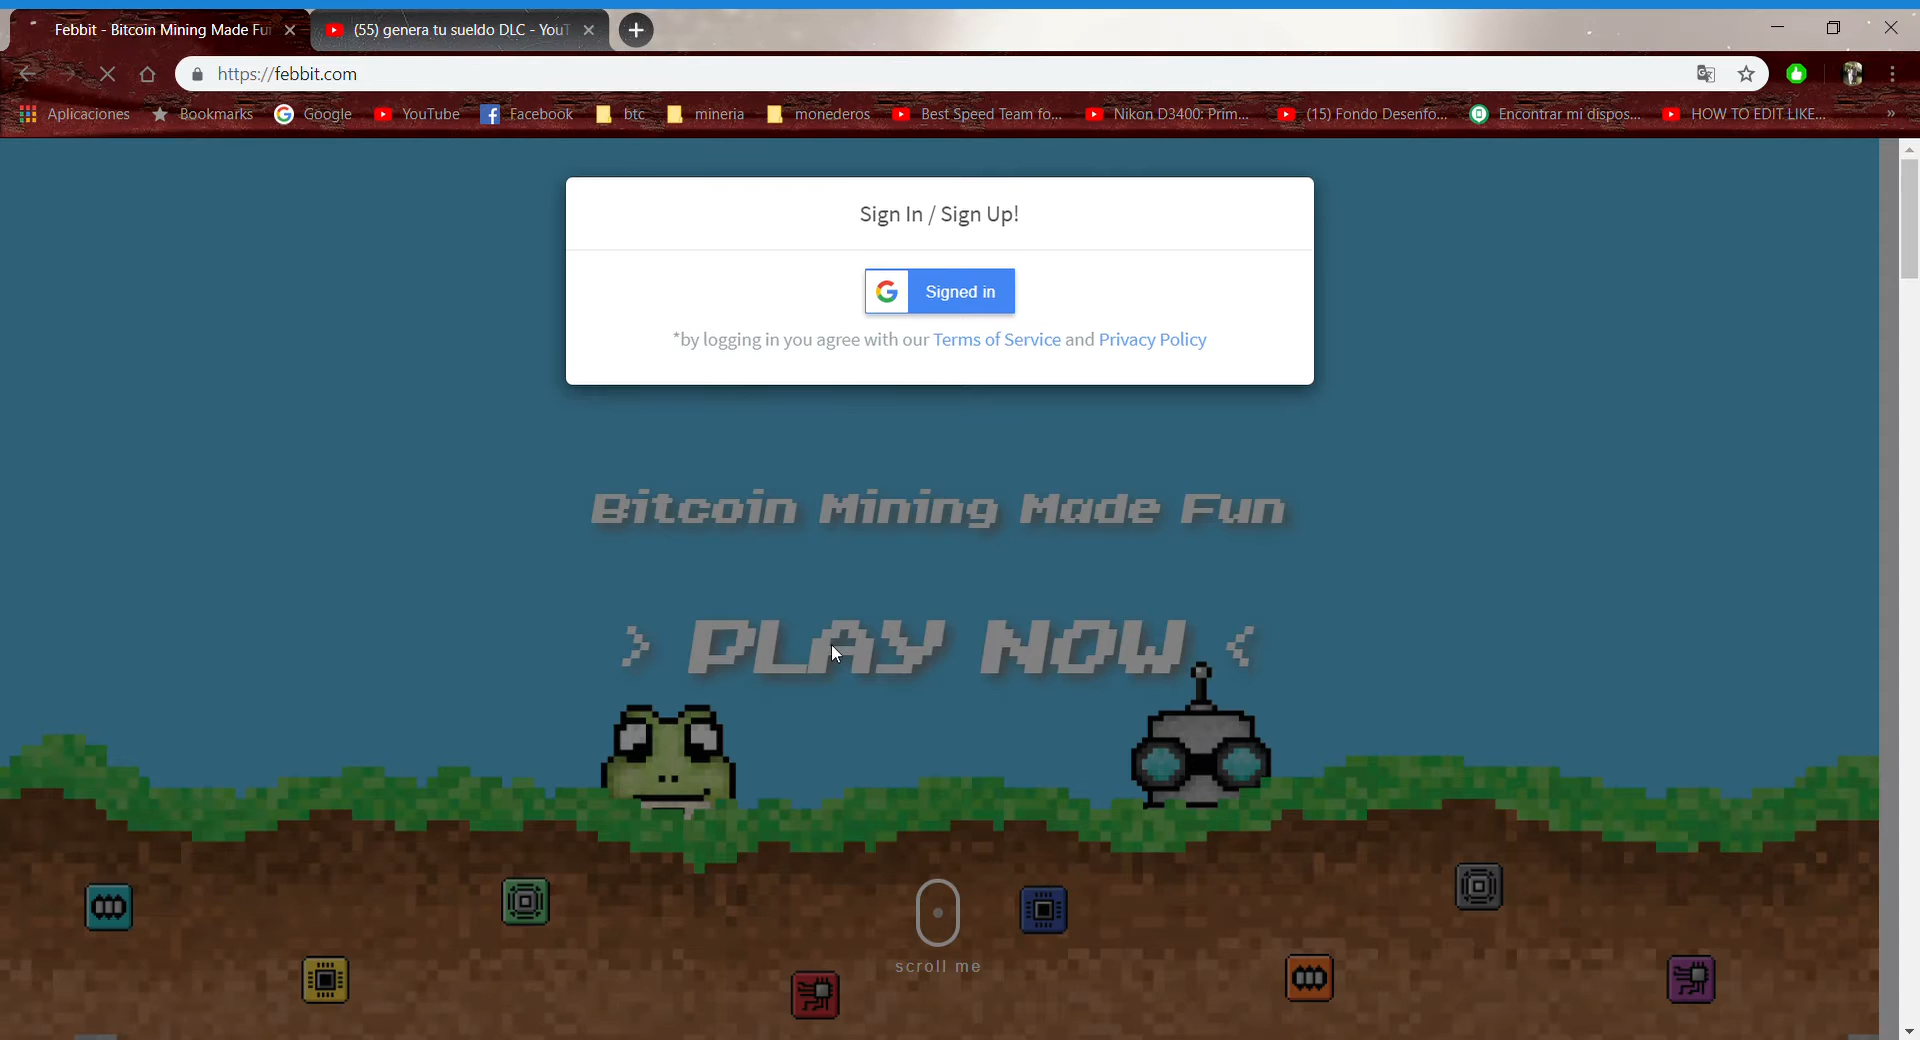 Febbit - Bitcoin Mining Made Fu
(55) genera tu sueldo DLC - YouT
https://febbit.com
Aplicaciones
Bookmarks
Google
YouTube
Facebook
btc
mineria
monederos
Best Speed Team fo...
Nikon D3400: Prim...
(15) Fondo Desenfo...
Encontrar mi dispos...
HOW TO EDIT LIKE...
»
Sign In / Sign Up!
Signed in
*by logging in you agree with our Terms of Service and Privacy Policy
Bitcoin Mining Made Fun
> PLAY NOW <
scroll me